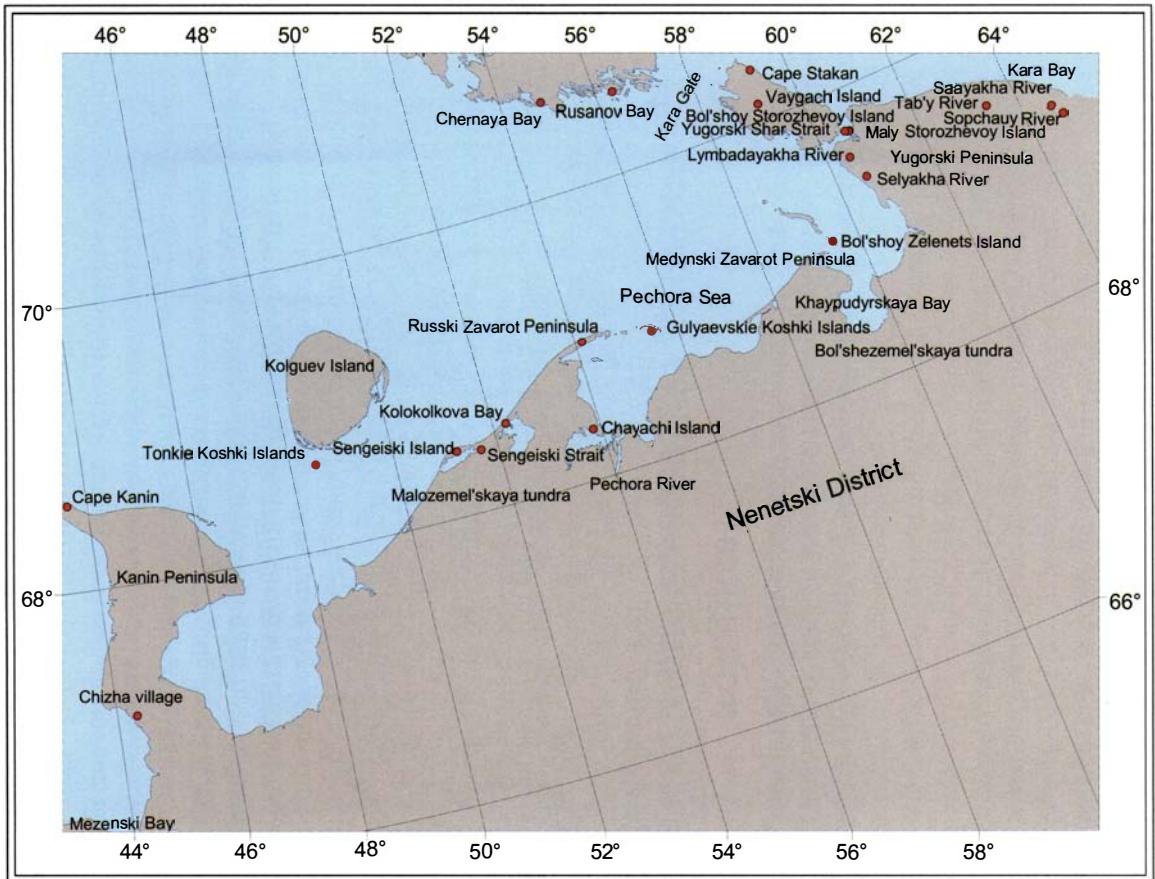 46° 48° 50° 52° 54° 56° 58° 60° 62° 64°
Kara Bay
Cape Stakan
Kara Gate
Saayakha River
Vaygach Island
Tab'y River
Rusanov Bay
Chernaya Bay
Bol'shoy Storozhevoy Island
Sopchauy River
Yugorski Shar Strait
Maly Storozhevoy Island
Lymbadayakha River
Yugorski Peninsula
Selyakha River
Bol'shoy Zelenets Island
Medynski Zavarot Peninsula
68°
Pechora Sea
Khaypudyrskaya Bay
70°
Russki Zavarot Peninsula
Gulyaevskie Koshki Islands
Bol'shezemel'skaya tundra
Kolguev Island
Kolokolkova Bay
Chayachi Island
Tonkie Koshki Islands
Sengeiski Island
Sengeiski Strait
Pechora River
Malozemel'skaya tundra
Nenetski District
Cape Kanin
Kanin Peninsula
68°
66°
Chizha village
Mezenski Bay
44° 46° 48° 50° 52° 54° 56° 58°